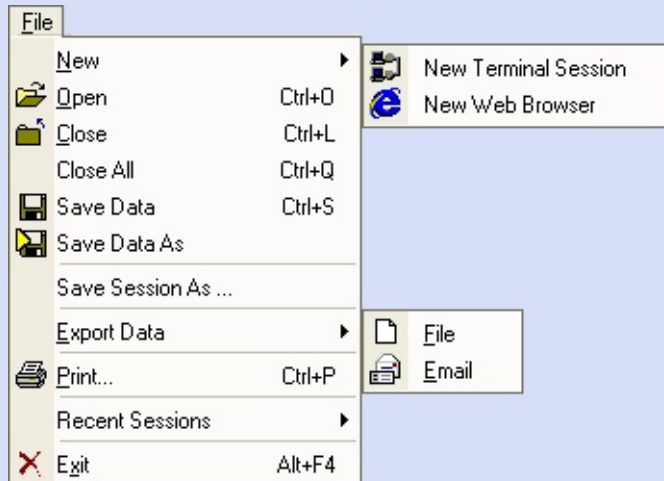 File
New
New Terminal Session
Open Ctrl+O
New Web Browser
Close Ctrl+L
Close All Ctrl+Q
Save Data Ctrl+S
Save Data As
Save Session As ...
Export Data
File
Print... Ctrl+P
Email
Recent Sessions
Exit Alt+F4